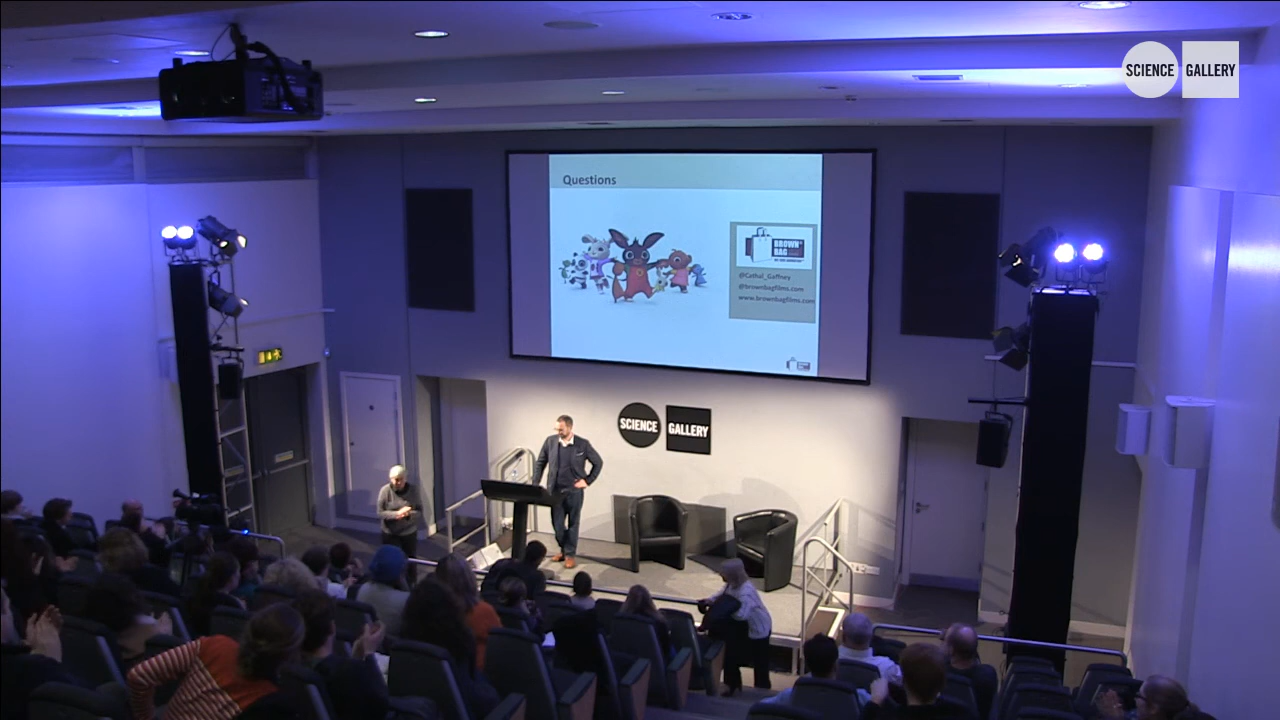 SCIENCE GALLERY
Questions
BROWN
BAG
@Cathal_Gaffney
@brownbagfilms.com
www.brownbagfilms.com
SCIENCE GALLERY